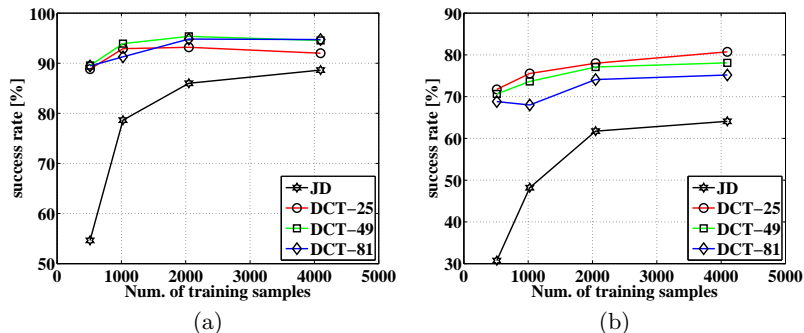 100
90
80
70
60
50
success rate [%]
0 1000 2000 3000 4000 5000
Num. of training samples
JD
DCT-25
DCT-49
DCT-81
(a)
90
80
70
60
50
40
30
success rate [%]
0 1000 2000 3000 4000 5000
Num. of training samples
JD
DCT-25
DCT-49
DCT-81
(b)